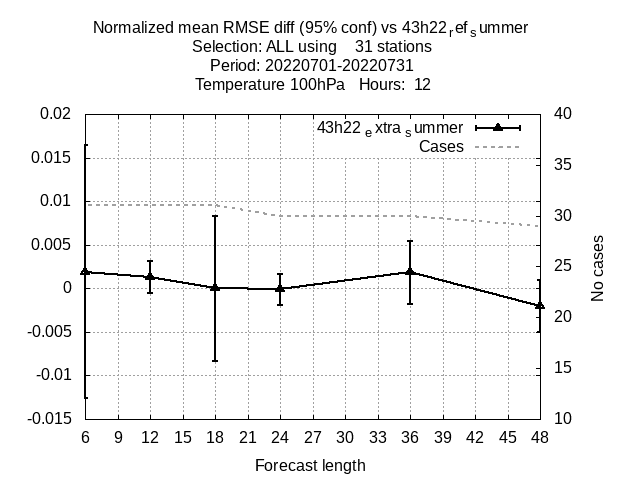 Normalized mean RMSE diff (95% conf) vs 43h22refsummer
Selection: ALL using 31 stations
Period: 20220701-20220731
Temperature 100hPa Hours: 12
43h22extrasummer
Cases
0.02
0.015
0.01
0.005
0
-0.005
-0.01
-0.015
40
35
30
25
20
15
10
No cases
6 9 12 15 18 21 24 27 30 33 36 39 42 45 48
Forecast length